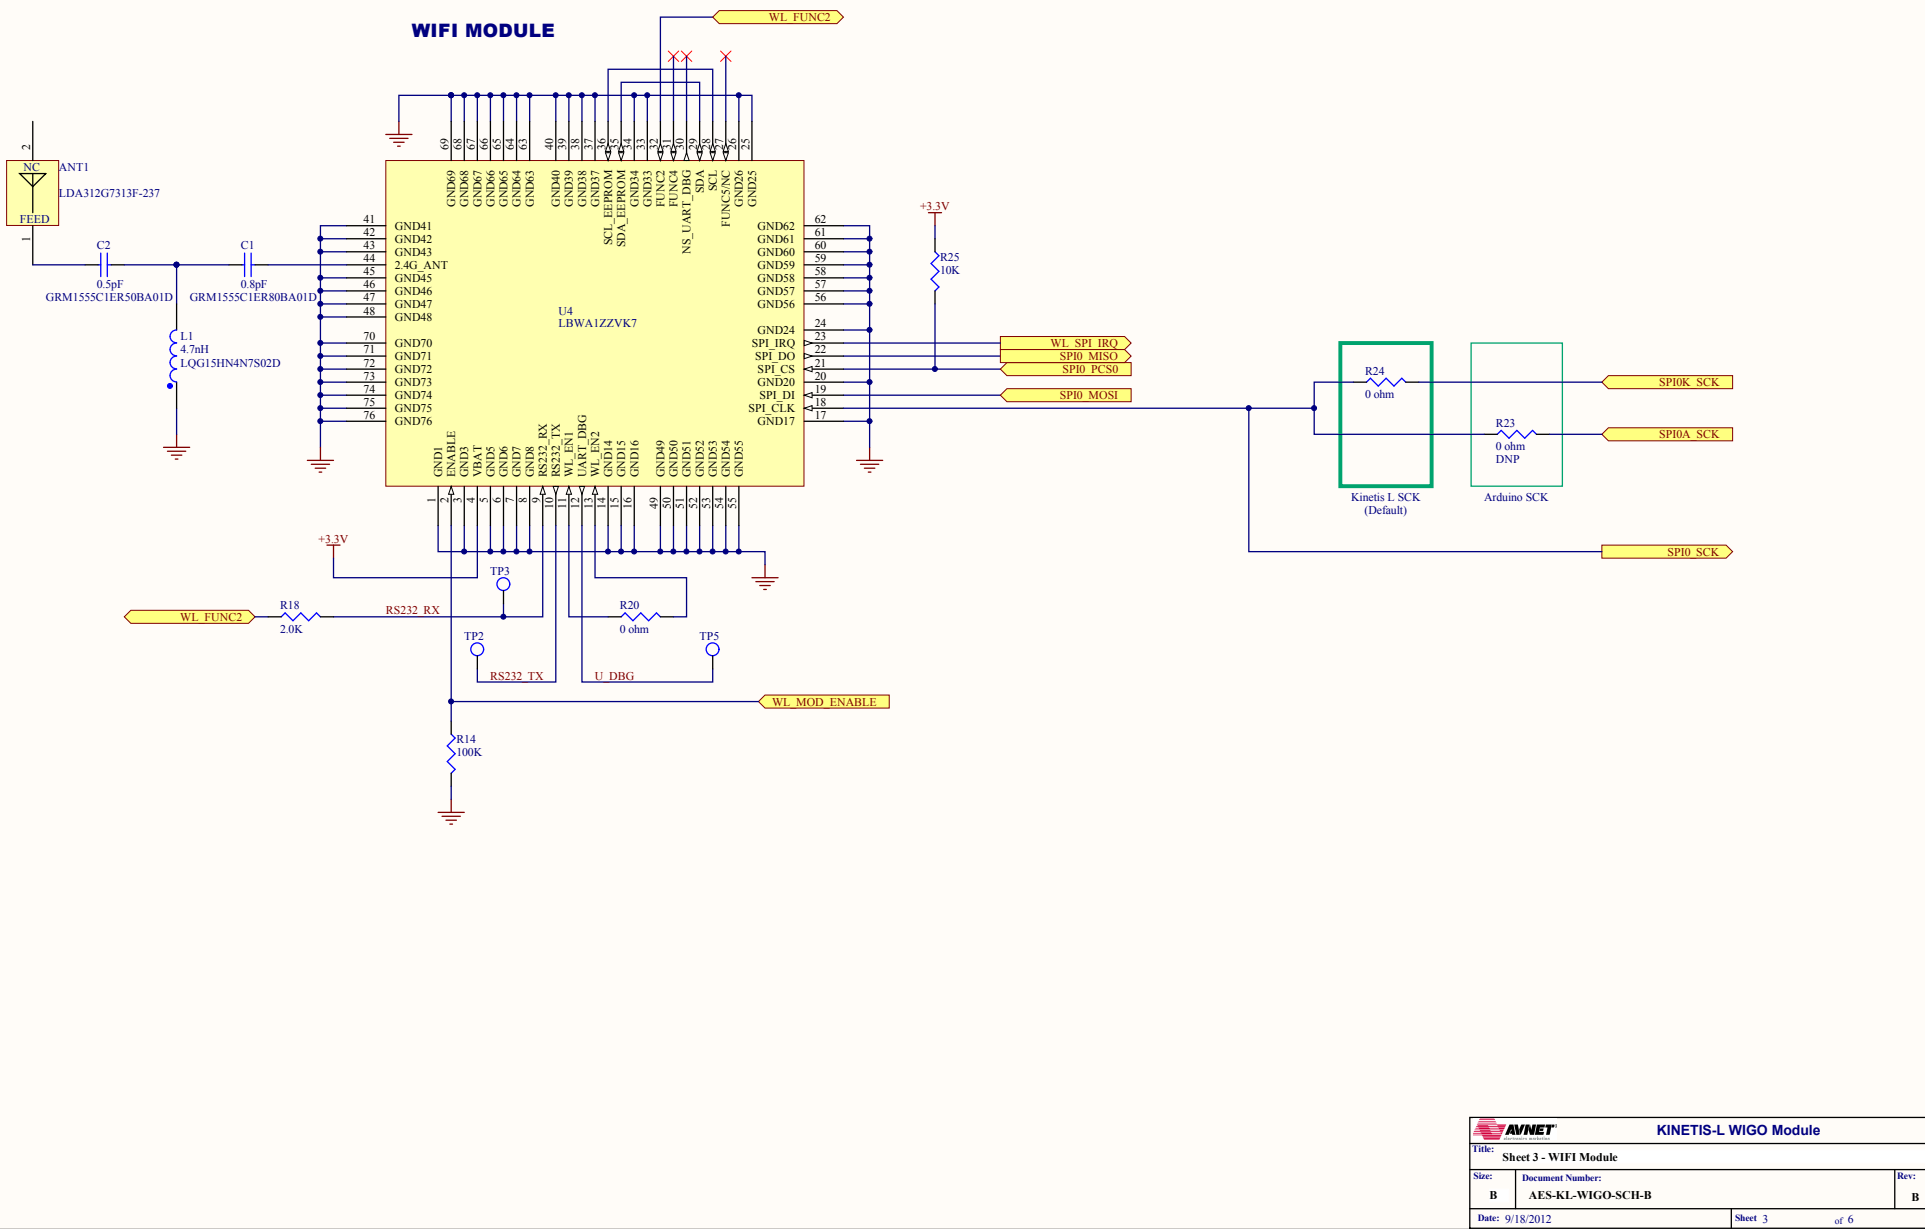 WL_FUNC2
WIFI MODULE
69 68 67 66 65 64 63 40 39 38 37 36 35 34 33 32 31 30 29 28 27 26 25
2
NC
ANT1
LDA312G7313F-237
FEED
1
GND69 GND68 GND67 GND66 GND65 GND64 GND63 GND40 GND39 GND38 GND37 SCL_EEPROM SDA_EEPROM GND34 GND33 FUNC2 FUNC4 NS_UART_DBG SDA SCL FUNC5/NC GND26 GND25
41 GND41
42 GND42
43 GND43
44 2.4G_ANT
45 GND45
46 GND46
47 GND47
48 GND48
70 GND70
71 GND71
72 GND72
73 GND73
74 GND74
75 GND75
76 GND76
C2
0.5pF
GRM1555C1ER50BA01D
C1
0.8pF
GRM1555C1ER80BA01D
L1
4.7nH
LQG15HN4N7S02D
U4
LBWA1ZZVK7
GND62 62
GND61 61
GND60 60
GND59 59
GND58 58
GND57 57
GND56 56
GND24 24
SPI_IRQ 23
SPI_DO 22
SPI_CS 21
GND20 20
SPI_DI 19
SPI_CLK 18
GND17 17
+3.3V
R25
10K
WL_SPI_IRQ
SPI0_MISO
SPI0_PCS0
SPI0_MOSI
R24
0 ohm
SPI0K_SCK
R23
0 ohm
DNP
SPI0A_SCK
Kinetis L SCK
(Default)
Arduino SCK
SPI0_SCK
GND1 ENABLE GND3 VBAT GND5 GND6 GND7 GND8 RS232_RX RS232_TX WL_EN1 UART_DBG WL_EN2 GND14 GND15 GND16 GND49 GND50 GND51 GND52 GND53 GND54 GND55
1 2 3 4 5 6 7 8 9 10 11 12 13 14 15 16 49 50 51 52 53 54 55
+3.3V
TP3
WL_FUNC2
R18
2.0K
RS232_RX
R20
0 ohm
TP2
TP5
RS232_TX
U_DBG
WL_MOD_ENABLE
R14
100K
AVNET
electronics marketing
KINETIS-L WIGO Module
Title:
Sheet 3 - WIFI Module
Size:
B
Document Number:
AES-KL-WIGO-SCH-B
Rev:
B
Date: 9/18/2012
Sheet 3 of 6